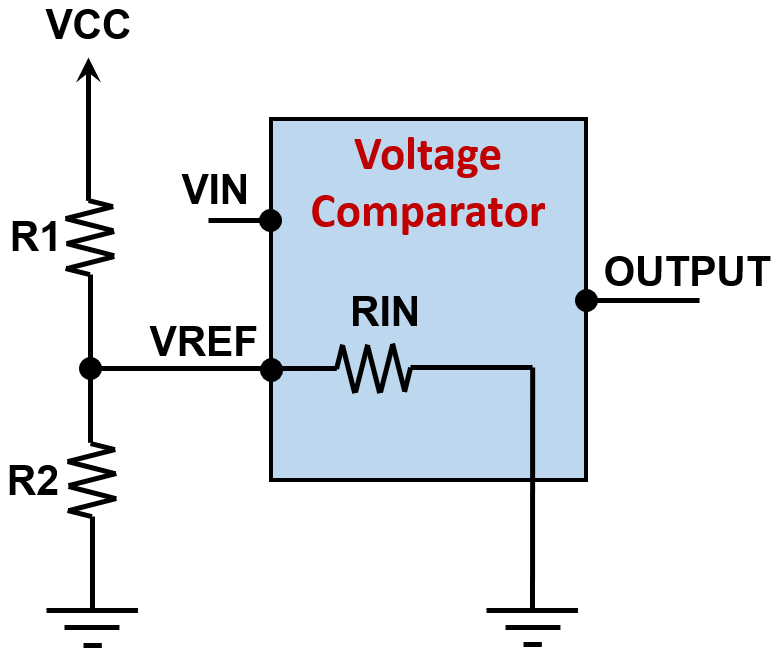 VCC
Voltage
Comparator
VIN
R1
OUTPUT
RIN
VREF
R2